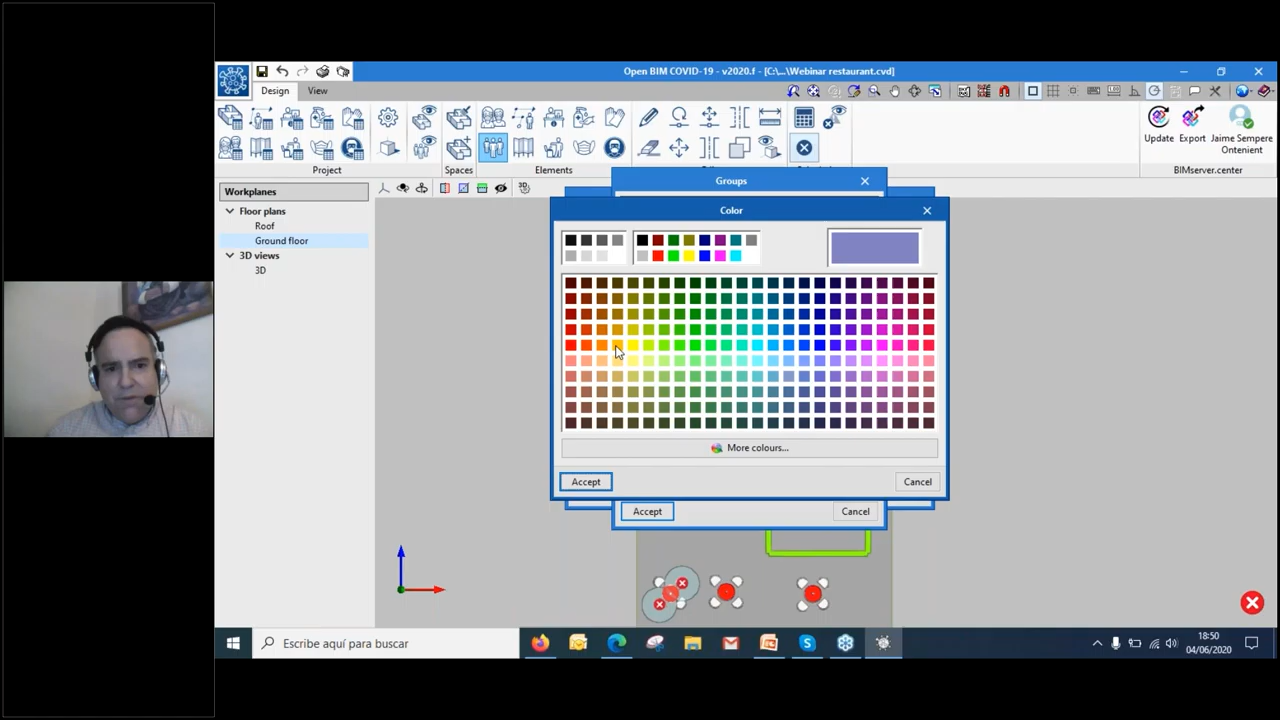 Open BIM COVID-19 - v2020.f - [C:\...\Webinar restaurant.cvd]
Design
View
Project
Spaces
Elements
Update
Export
Jaime Sempere
Ontenient
BIMserver.center
Workplanes
Floor plans
Roof
Ground floor
3D views
3D
Groups
Color
More colours...
Accept
Cancel
Accept
Cancel
Escribe aquí para buscar
18:50
04/06/2020